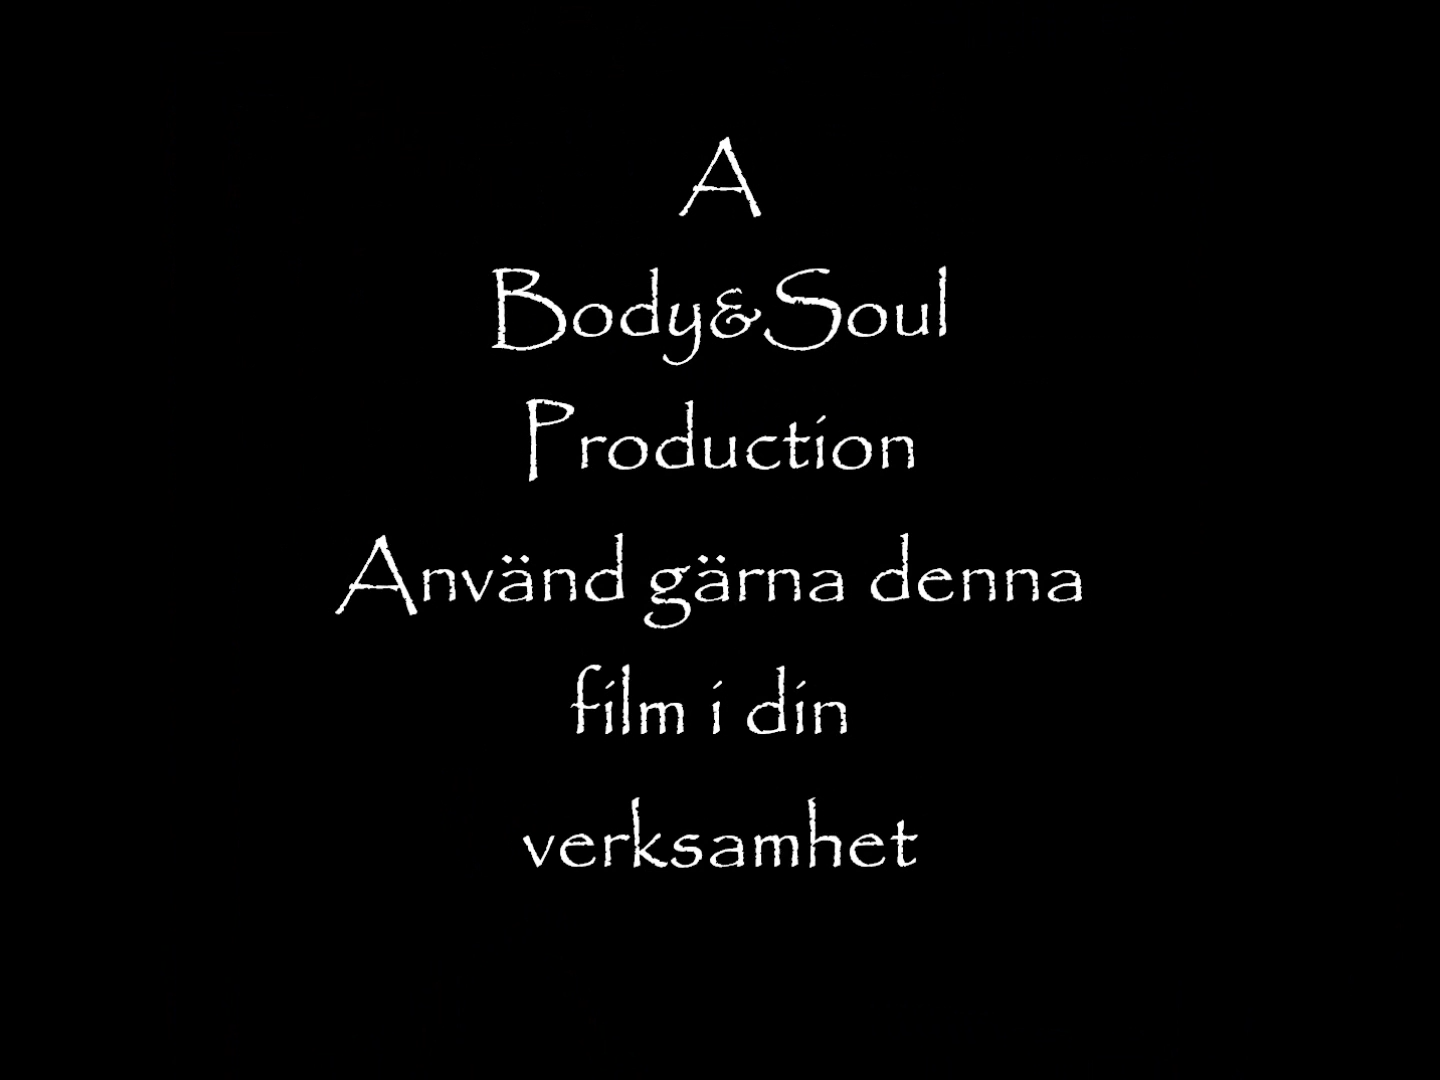 A
Body&Soul
Production
Använd gärna denna
film i din
verksamhet